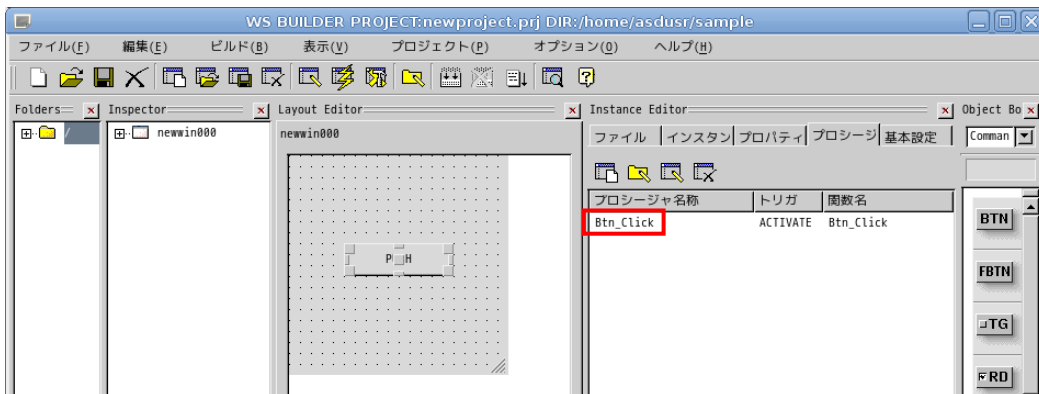 WS BUILDER PROJECT:newproject.prj DIR:/home/asdusr/sample
ファイル(F) 編集(E) ビルド(B) 表示(V) プロジェクト(P) オプション(O) ヘルプ(H)
Folders Inspector Layout Editor Instance Editor Object Bo
/ newwin000 newwin000 ファイル インスタン プロパティ プロシージ 基本設定 Comman
プロシージャ名称 トリガ 関数名
Btn_Click ACTIVATE Btn_Click
BTN
FBTN
TG
RD